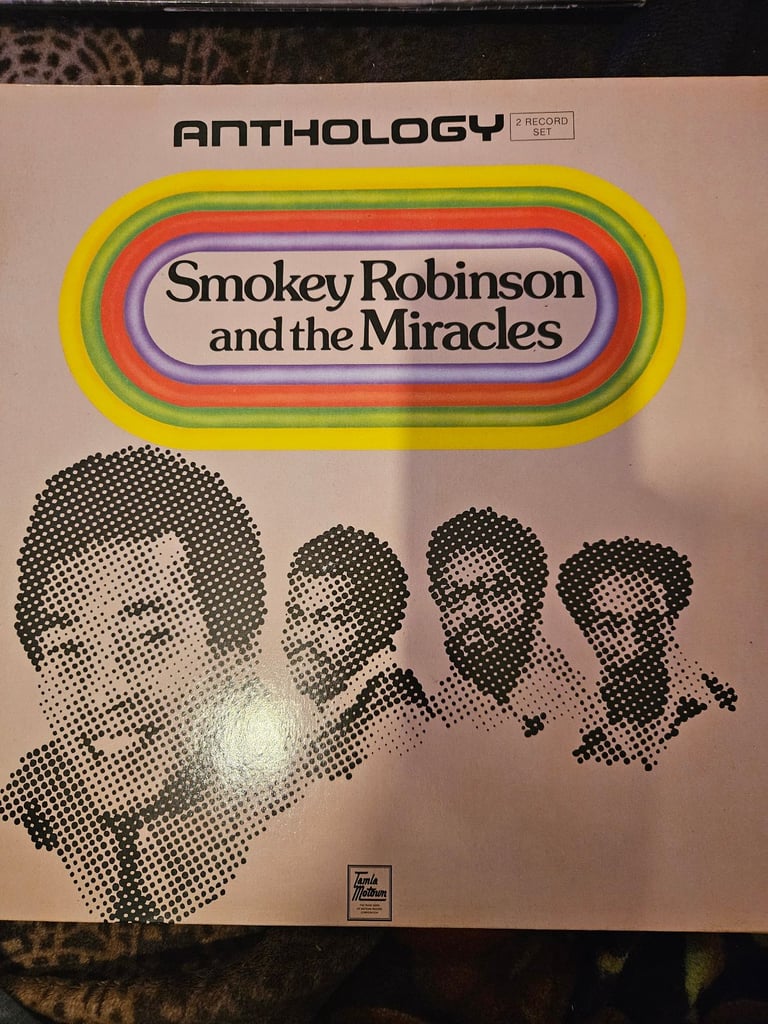 ANTHOLOGY
2 RECORD
SET
Smokey Robinson
and the Miracles
Tamla
Motown